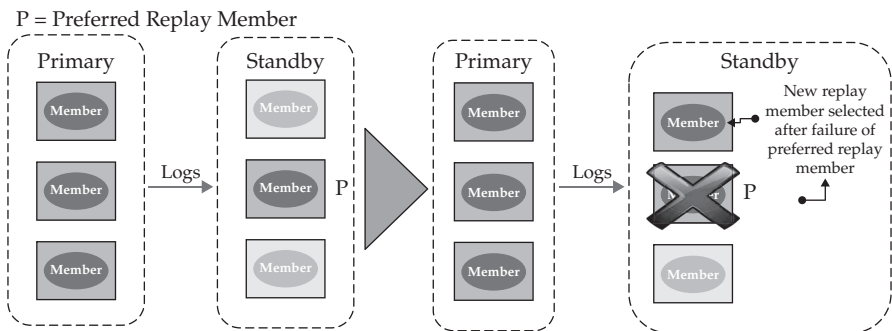 P = Preferred Replay Member
Primary
Member
Member
Member
Logs
Standby
Member
Member
P
Member
Primary
Member
Member
Member
Logs
Standby
Member
New replay
member selected
after failure of
preferred replay
member
P
Member